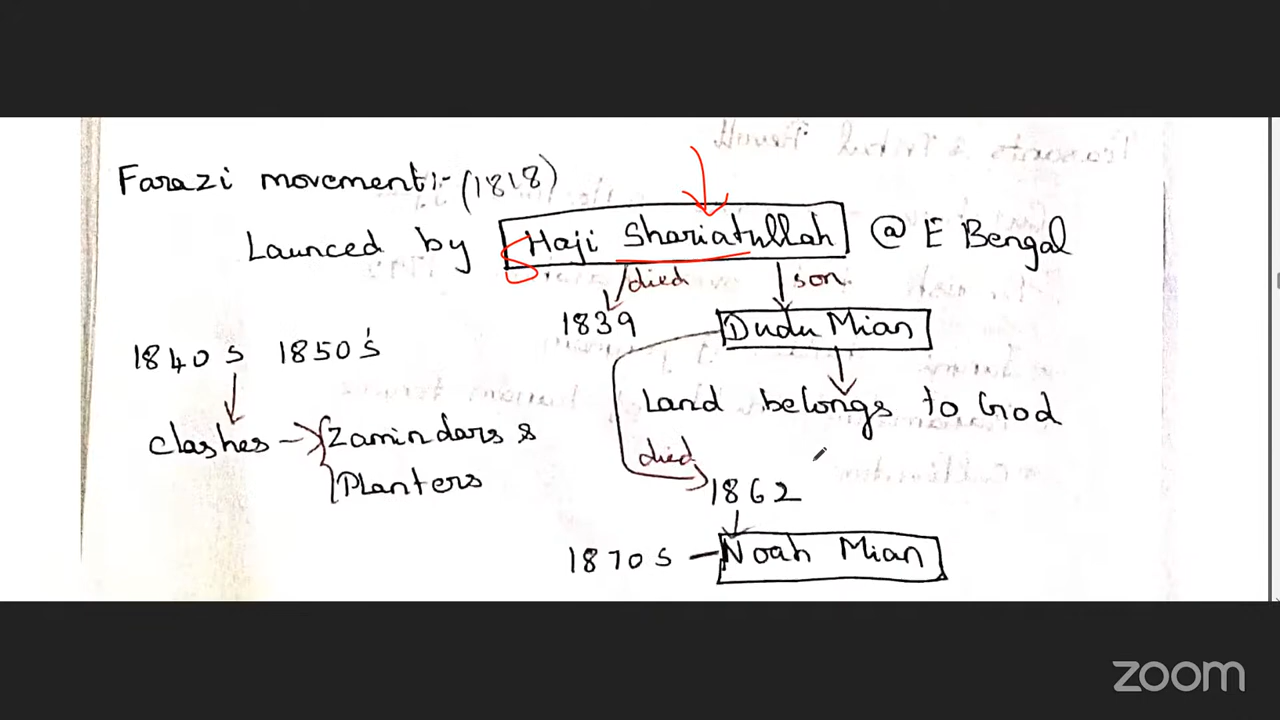 Farazi movement:- (1818)
Launced by Haji Shariatullah @ E Bengal
died son
1839 Dudu Mian
1840s 1850's
Land belongs to God
clashes Zamindars &
Planters
died
1862
1870s - Noah Mian
zoom